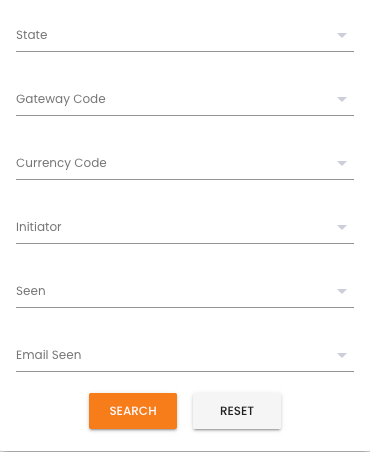 State
Gateway Code
Currency Code
Initiator
Seen
Email Seen
SEARCH RESET